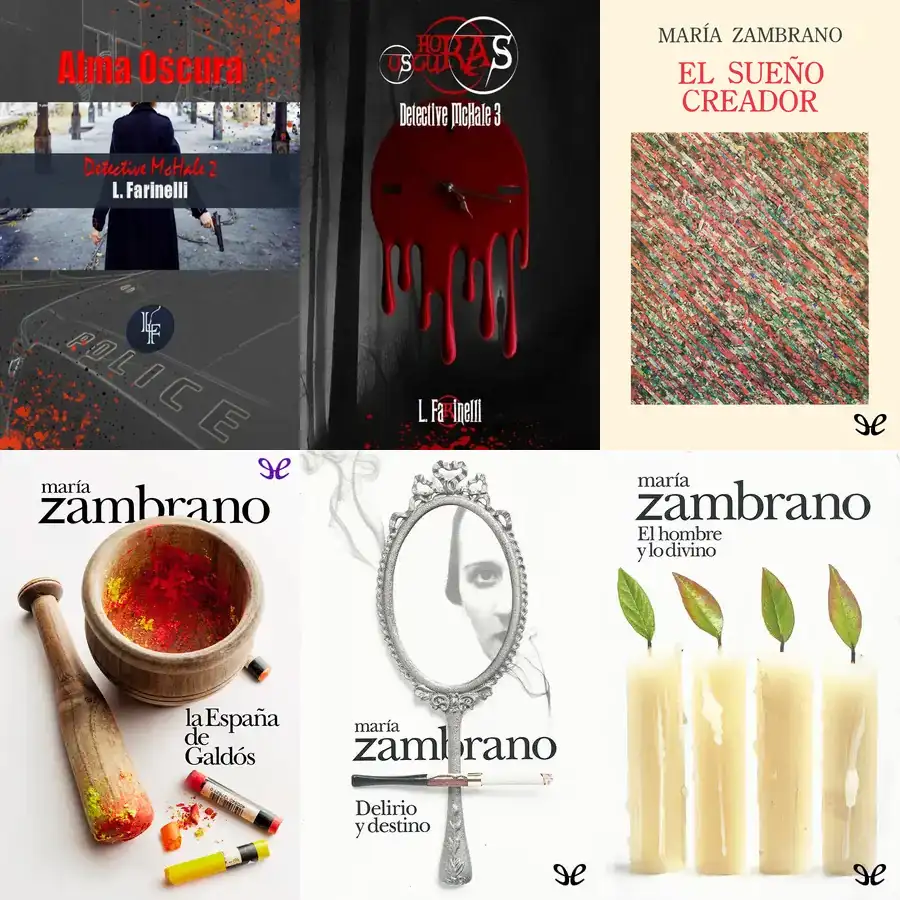 Alma Oscura
Detective McHale 2
L. Farinelli
LF
POLICE
HORAS
OSCURAS
Detective McHale 3
L. Farinelli
MARÍA ZAMBRANO
EL SUEÑO
CREADOR
maría
zambrano
la España
de
Galdós
maría
zambrano
Delirio
y destino
maría
zambrano
El hombre
y lo divino